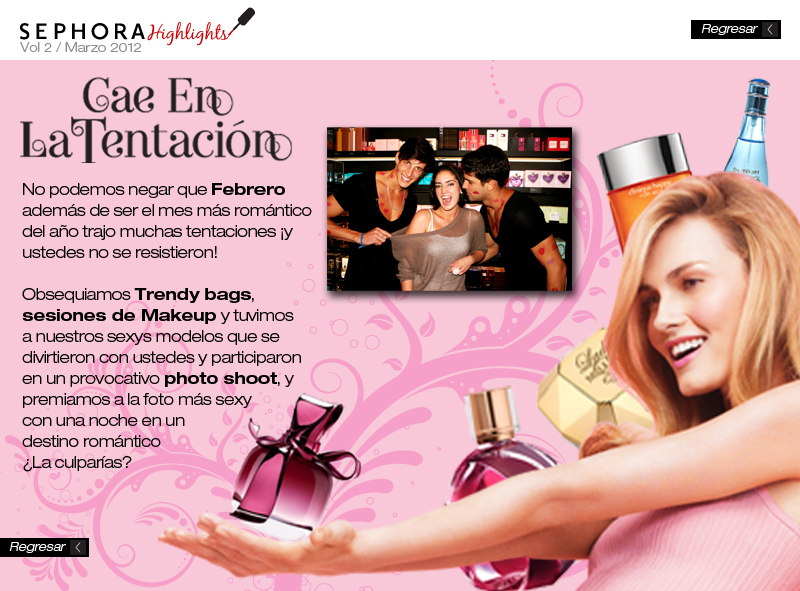 SEPHORA Highlights
Vol 2 / Marzo 2012
Regresar
Cae En
La Tentación
No podemos negar que Febrero
además de ser el mes más romántico
del año trajo muchas tentaciones ¡y
ustedes no se resistieron!
Obsequiamos Trendy bags,
sesiones de Makeup y tuvimos
a nuestros sexys modelos que se
divirtieron con ustedes y participaron
en un provocativo photo shoot, y
premiamos a la foto más sexy
con una noche en un
destino romántico
¿La culparías?
Regresar
clinique happy.
Lady